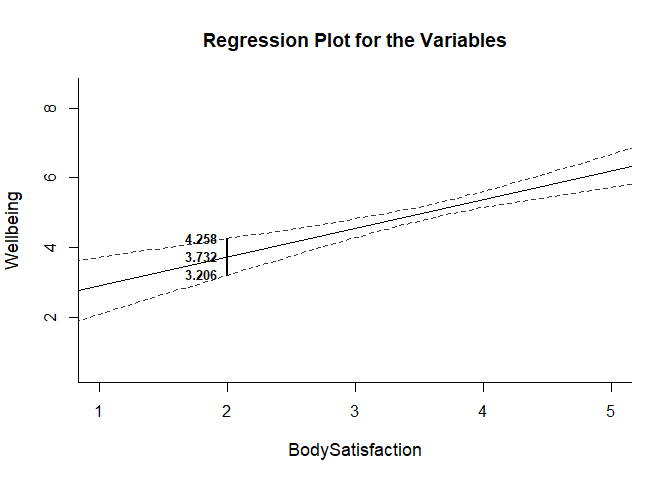 Regression Plot for the Variables
Wellbeing
8
6
4
2
4.258
3.732
3.206
1 2 3 4 5
BodySatisfaction